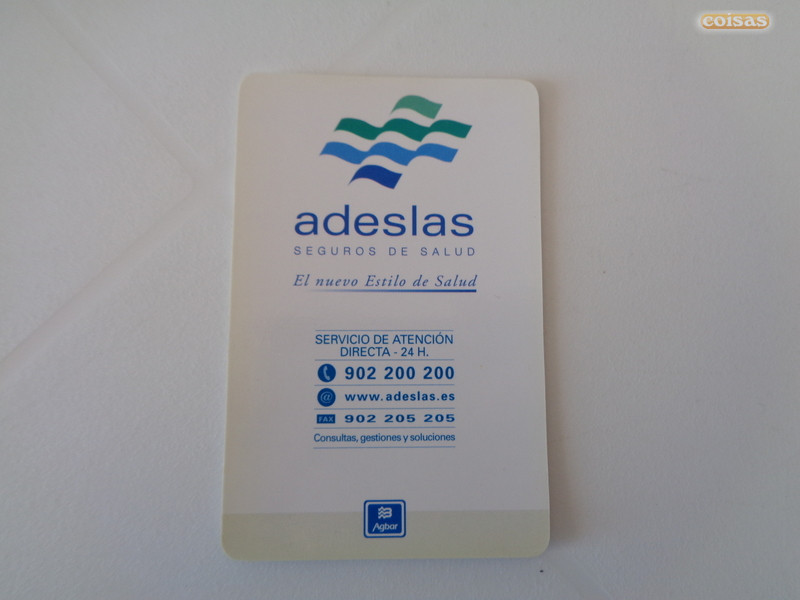 coisas
adeslas
SEGUROS DE SALUD
El nuevo Estilo de Salud
SERVICIO DE ATENCIÓN
DIRECTA - 24 H.
902 200 200
@ www.adeslas.es
FAX 902 205 205
Consultas, gestiones y soluciones
Agbar